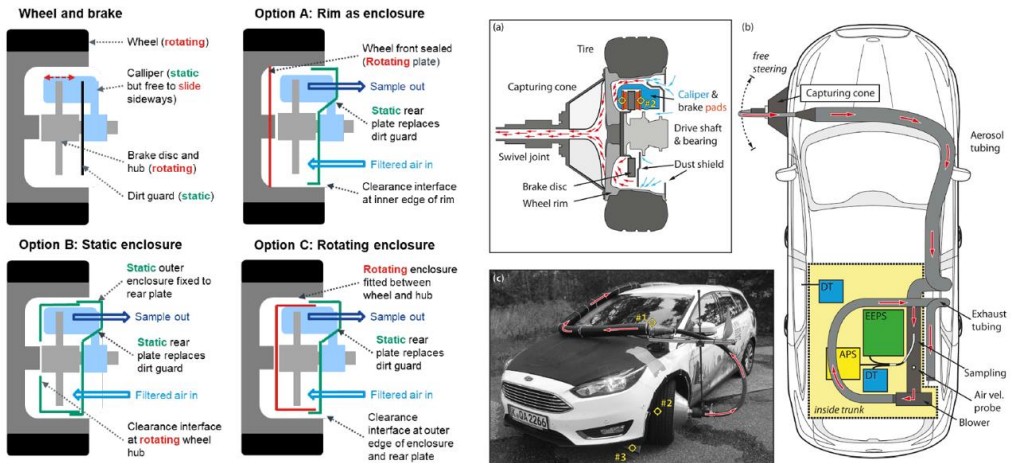 Wheel and brake
Wheel (rotating)
Calliper (static
but free to slide
sideways)
Brake disc and
hub (rotating)
Dirt guard (static)
Option A: Rim as enclosure
Wheel front sealed
(Rotating plate)
Sample out
Static rear
plate replaces
dirt guard
Filtered air in
Clearance interface
at inner edge of rim
Option B: Static enclosure
Static outer
enclosure fixed to
rear plate
Sample out
Static rear
plate replaces
dirt guard
Filtered air in
Clearance interface
at rotating wheel
hub
Option C: Rotating enclosure
Rotating enclosure
fitted between
wheel and hub
Sample out
Static rear
plate replaces
dirt guard
Filtered air in
Clearance
interface at outer
edge of enclosure
and rear plate
(a)
Tire
Capturing cone
#2
Caliper &
brake pads
Drive shaft
& bearing
Swivel joint
Dust shield
Brake disc
Wheel rim
(b)
free
steering
Capturing cone
Aerosol
tubing
DT
EEPS
APS
DT
Exhaust
tubing
Sampling
Air vel.
probe
Blower
inside trunk
(c)
#1
#2
#3